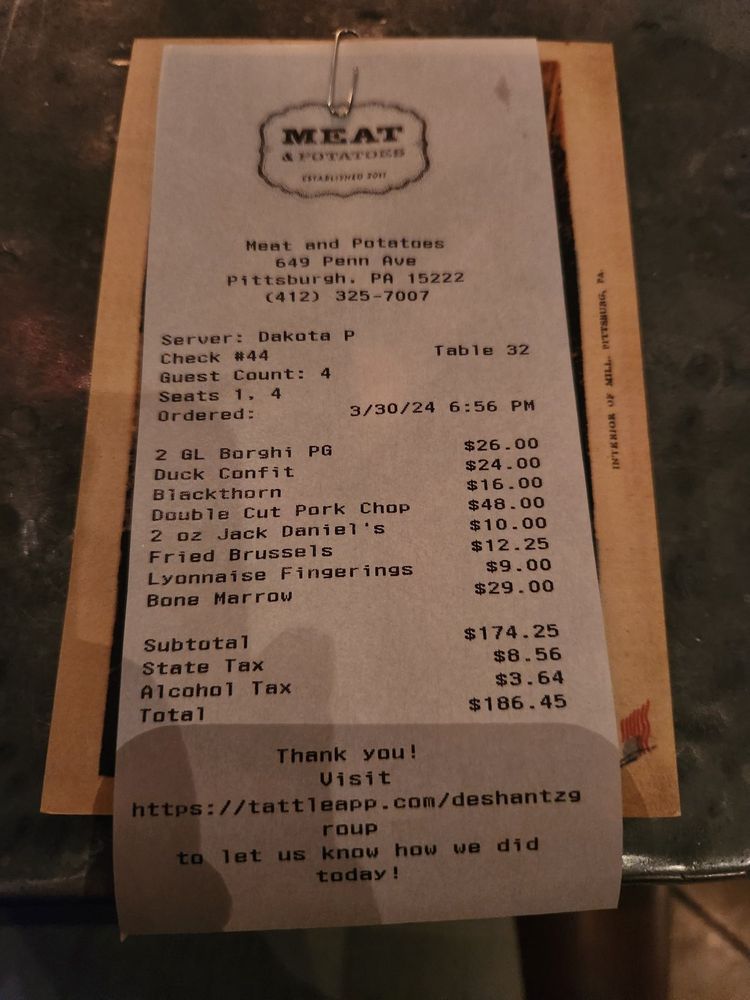 MEAT
& POTATOES
ESTABLISHED 2011
Meat and Potatoes
649 Penn Ave
Pittsburgh, PA 15222
(412) 325-7007
Server: Dakota P
Check #44 Table 32
Guest Count: 4
Seats 1, 4
Ordered: 3/30/24 6:56 PM
2 GL Borghi PG $26.00
Duck Confit $24.00
Blackthorn $16.00
Double Cut Pork Chop $48.00
2 oz Jack Daniel's $10.00
Fried Brussels $12.25
Lyonnaise Fingerings $9.00
Bone Marrow $29.00
Subtotal $174.25
State Tax $8.56
Alcohol Tax $3.64
Total $186.45
Thank you!
Visit
https://tattleapp.com/deshantzg
roup
to let us know how we did
today!
INTERIOR OF MILL, PITTSBURG, PA.